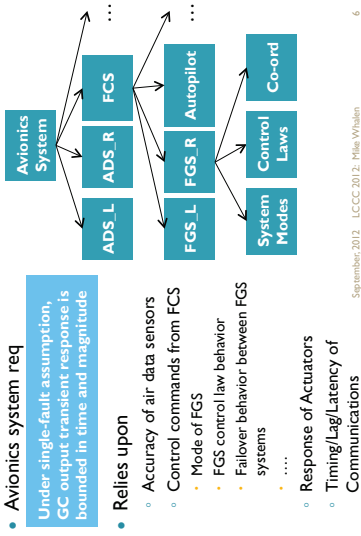 Avionics system req
Under single-fault assumption,
GC output transient response is
bounded in time and magnitude
Relies upon
Accuracy of air data sensors
Control commands from FCS
Mode of FGS
FGS control law behavior
Failover behavior between FGS
systems
….
Response of Actuators
Timing/Lag/Latency of
Communications
Avionics
System
ADS_L
ADS_R
FCS
…
FGS_L
FGS_R
Autopilot
…
System
Modes
Control
Laws
Co-ord
September, 2012 LCCC 2012: Mike Whalen
6